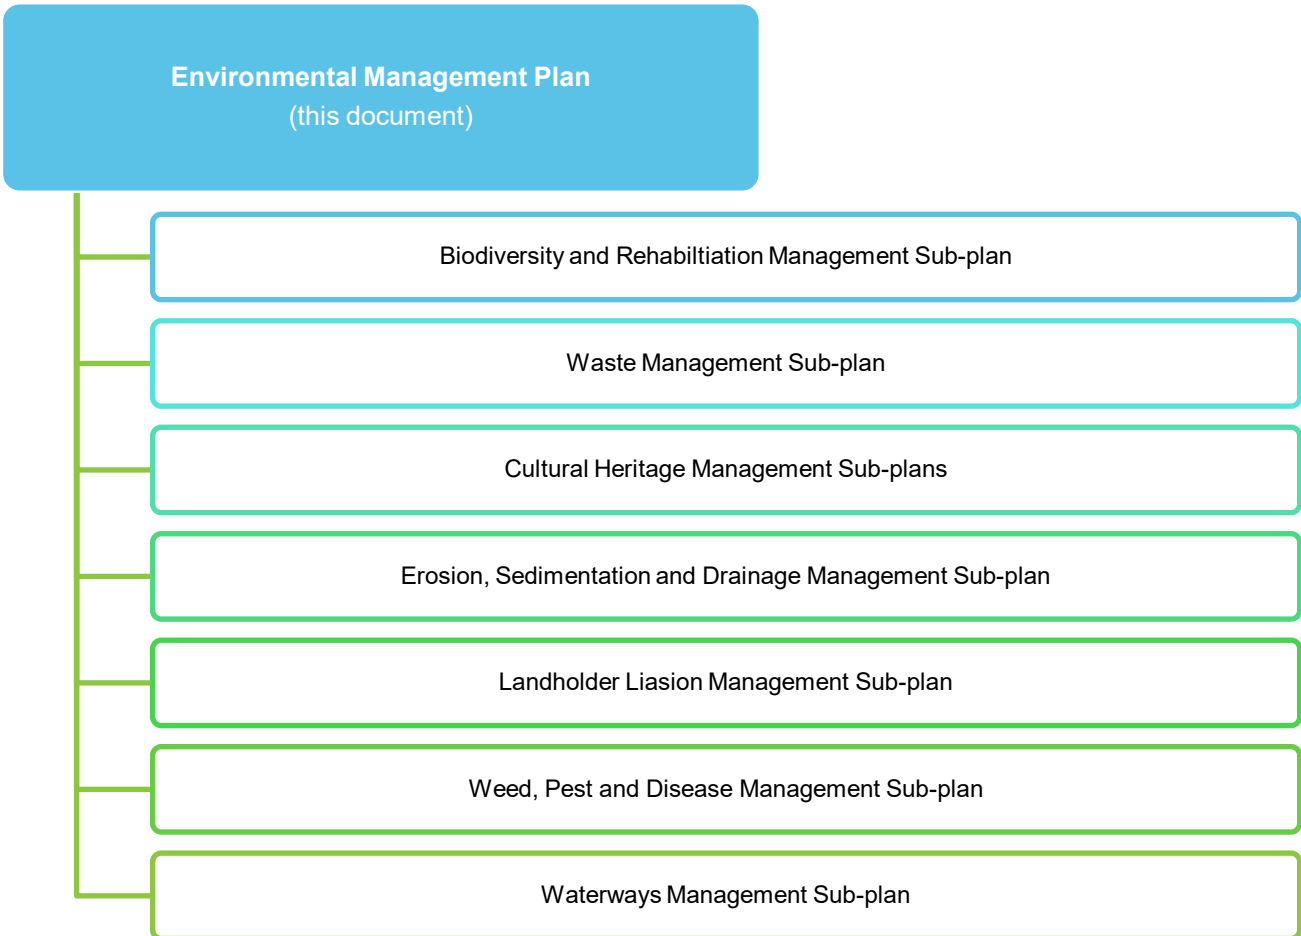 Environmental Management Plan
(this document)
Biodiversity and Rehabiltiation Management Sub-plan
Waste Management Sub-plan
Cultural Heritage Management Sub-plans
Erosion, Sedimentation and Drainage Management Sub-plan
Landholder Liasion Management Sub-plan
Weed, Pest and Disease Management Sub-plan
Waterways Management Sub-plan